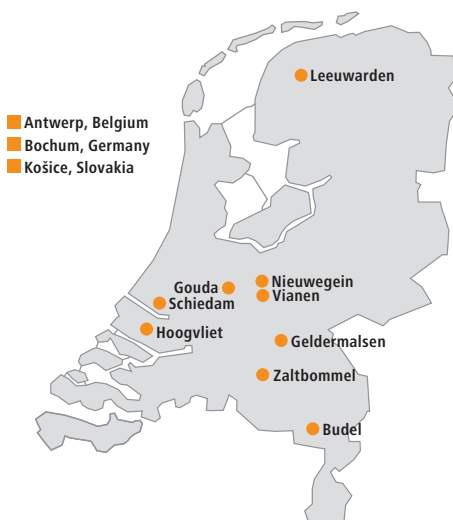 Leeuwarden
Antwerp, Belgium
Bochum, Germany
Košice, Slovakia
Nieuwegein
Gouda
Vianen
Schiedam
Hoogvliet
Geldermalsen
Zaltbommel
Budel